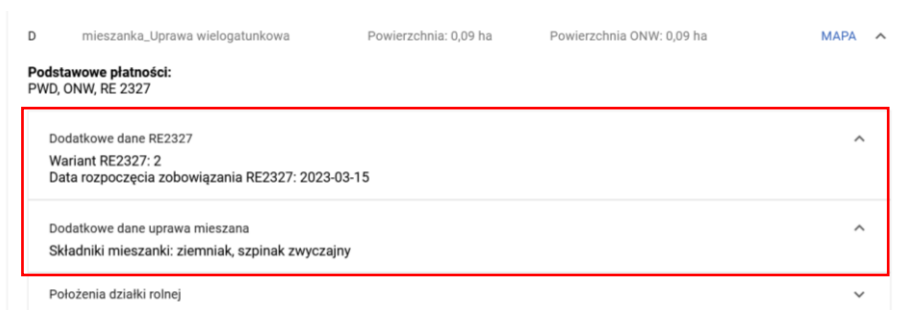 D mieszanka_Uprawa wielogatunkowa Powierzchnia: 0,09 ha Powierzchnia ONW: 0,09 ha MAPA
Podstawowe płatności:
PWD, ONW, RE 2327
Dodatkowe dane RE2327
Wariant RE2327: 2
Data rozpoczęcia zobowiązania RE2327: 2023-03-15
Dodatkowe dane uprawa mieszana
Składniki mieszanki: ziemniak, szpinak zwyczajny
Położenia działki rolnej